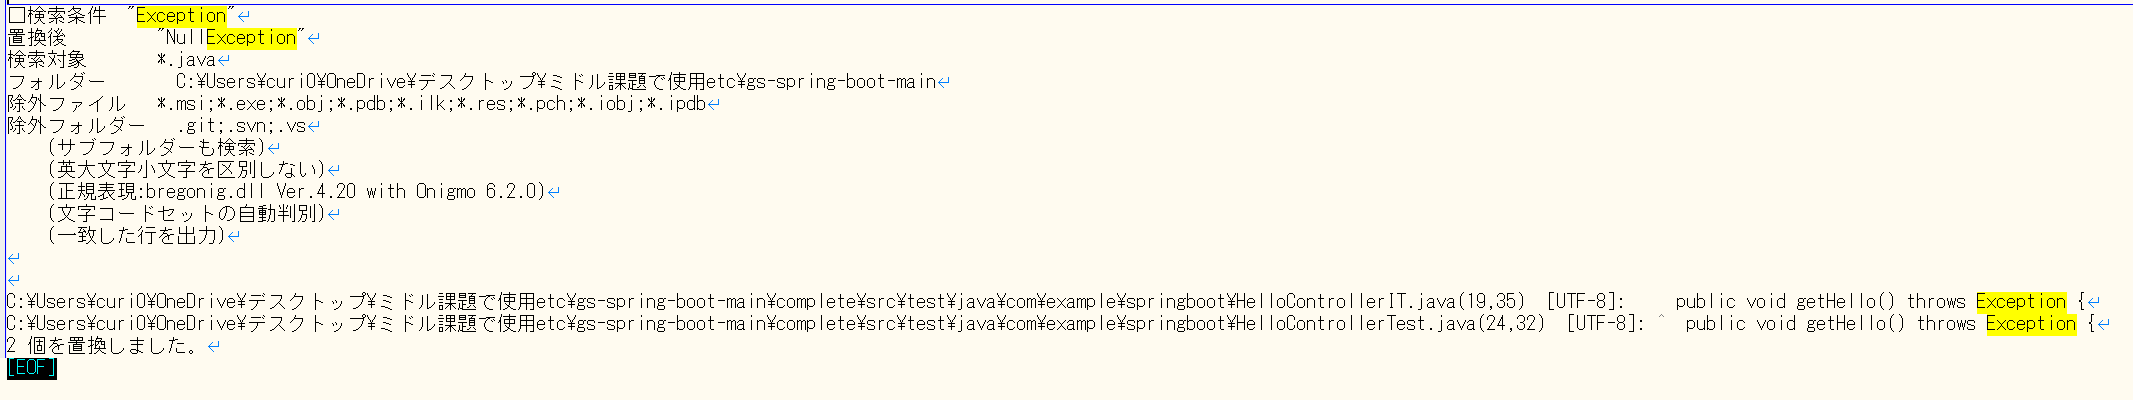 □検索条件  "Exception"↵
置換後         "NullException"↵
検索対象       *.java↵
フォルダー       C:¥Users¥curi0¥OneDrive¥デスクトップ¥ミドル課題で使用etc¥gs-spring-boot-main↵
除外ファイル   *.msi;*.exe;*.obj;*.pdb;*.ilk;*.res;*.pch;*.iobj;*.ipdb↵
除外フォルダー   .git;.svn;.vs↵
    (サブフォルダーも検索)↵
    (英大文字小文字を区別しない)↵
    (正規表現:bregonig.dll Ver.4.20 with Onigmo 6.2.0)↵
    (文字コードセットの自動判別)↵
    (一致した行を出力)↵
↵
↵
C:¥Users¥curi0¥OneDrive¥デスクトップ¥ミドル課題で使用etc¥gs-spring-boot-main¥complete¥src¥test¥java¥com¥example¥springboot¥HelloControllerIT.java(19,35)  [UTF-8]:     public void getHello() throws Exception {↵
C:¥Users¥curi0¥OneDrive¥デスクトップ¥ミドル課題で使用etc¥gs-spring-boot-main¥complete¥src¥test¥java¥com¥example¥springboot¥HelloControllerTest.java(24,32)  [UTF-8]: ^  public void getHello() throws Exception {↵
2 個を置換しました。↵
[EOF]